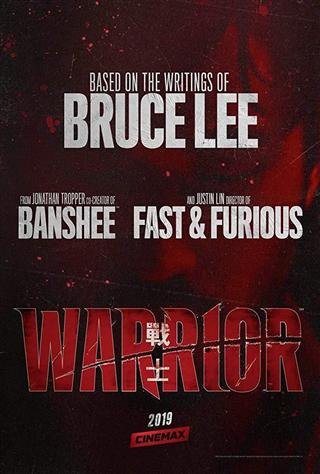 BASED ON THE WRITINGS OF
BRUCE LEE
FROM JONATHAN TROPPER CO-CREATOR OF
BANSHEE
AND JUSTIN LIN DIRECTOR OF
FAST & FURIOUS
WARRIOR
戰士
2019
CINEMAX